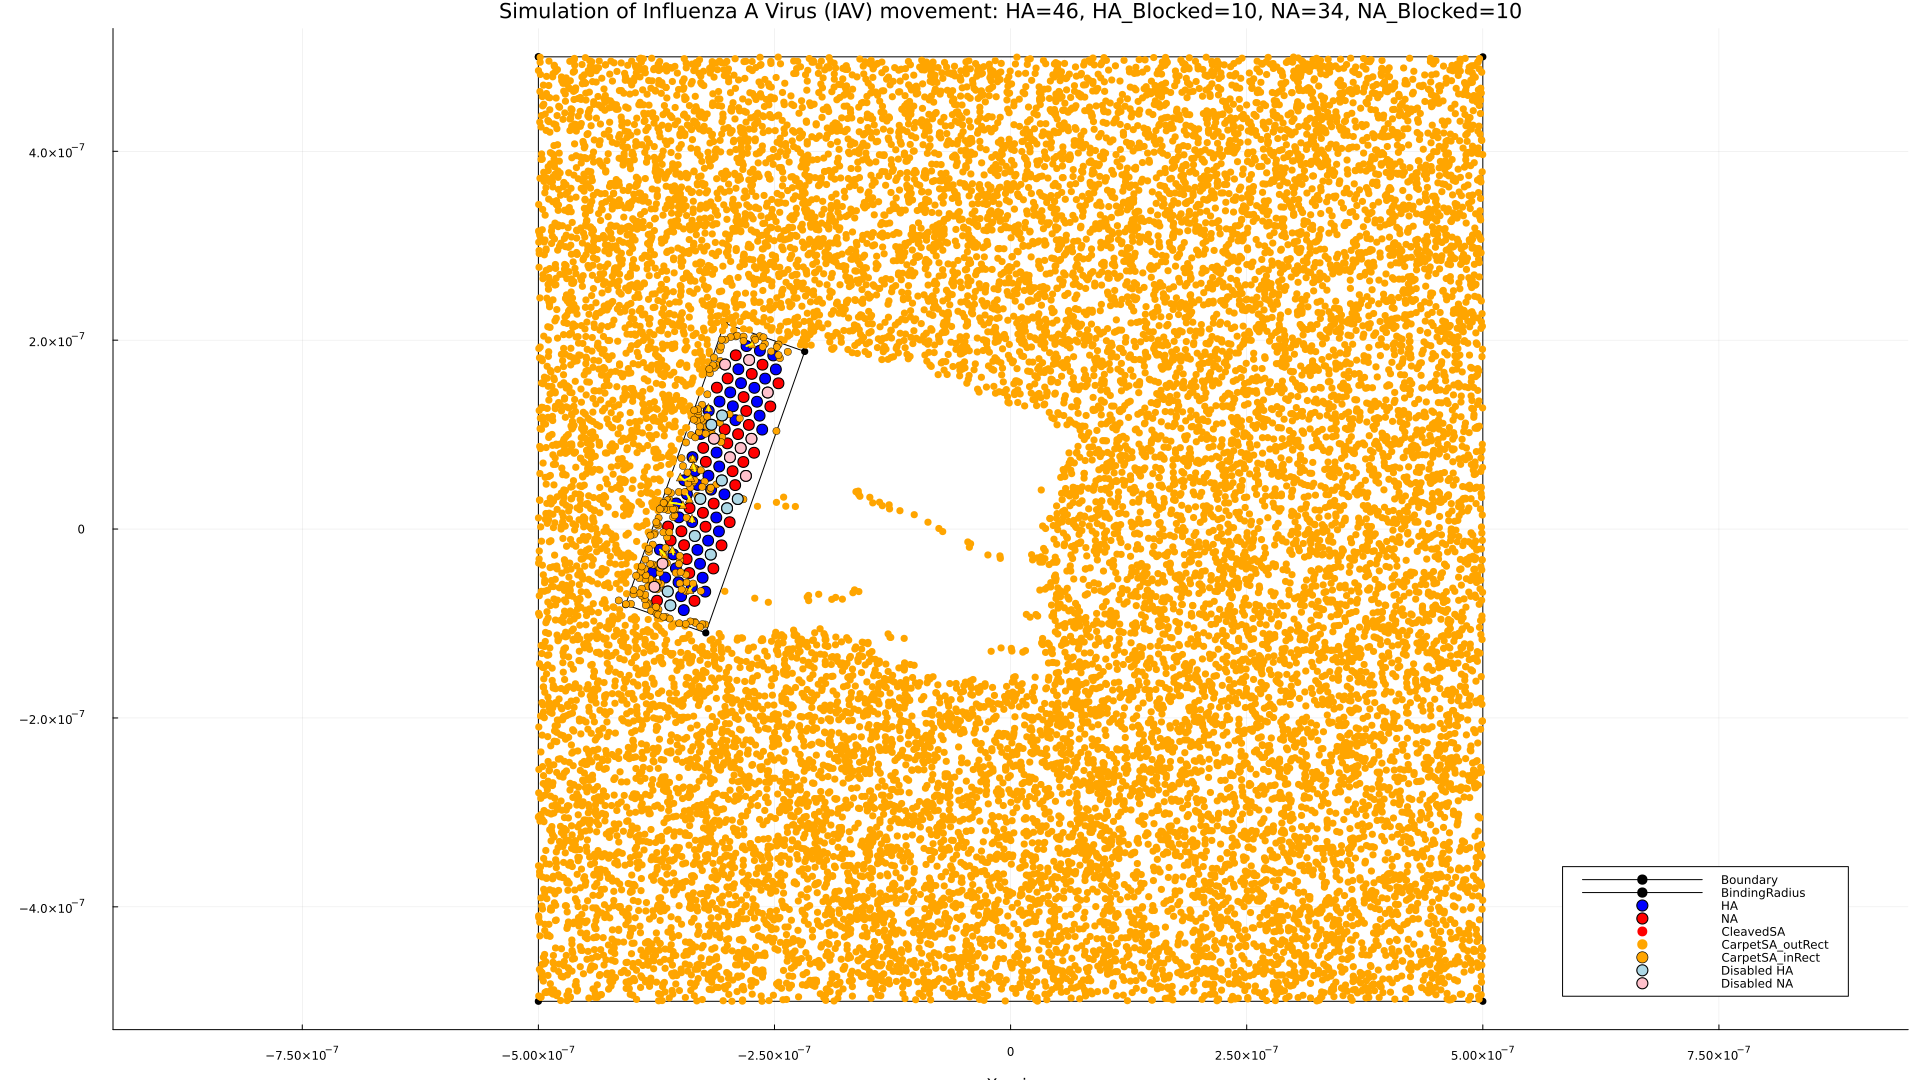 Simulation of Influenza A Virus (IAV) movement: HA=46, HA_Blocked=10, NA=34, NA_Blocked=10
4.0×10⁻⁷
2.0×10⁻⁷
0
−2.0×10⁻⁷
−4.0×10⁻⁷
−7.50×10⁻⁷
−5.00×10⁻⁷
−2.50×10⁻⁷
0
2.50×10⁻⁷
5.00×10⁻⁷
7.50×10⁻⁷
Boundary
BindingRadius
HA
NA
CleavedSA
CarpetSA_outRect
CarpetSA_inRect
Disabled HA
Disabled NA